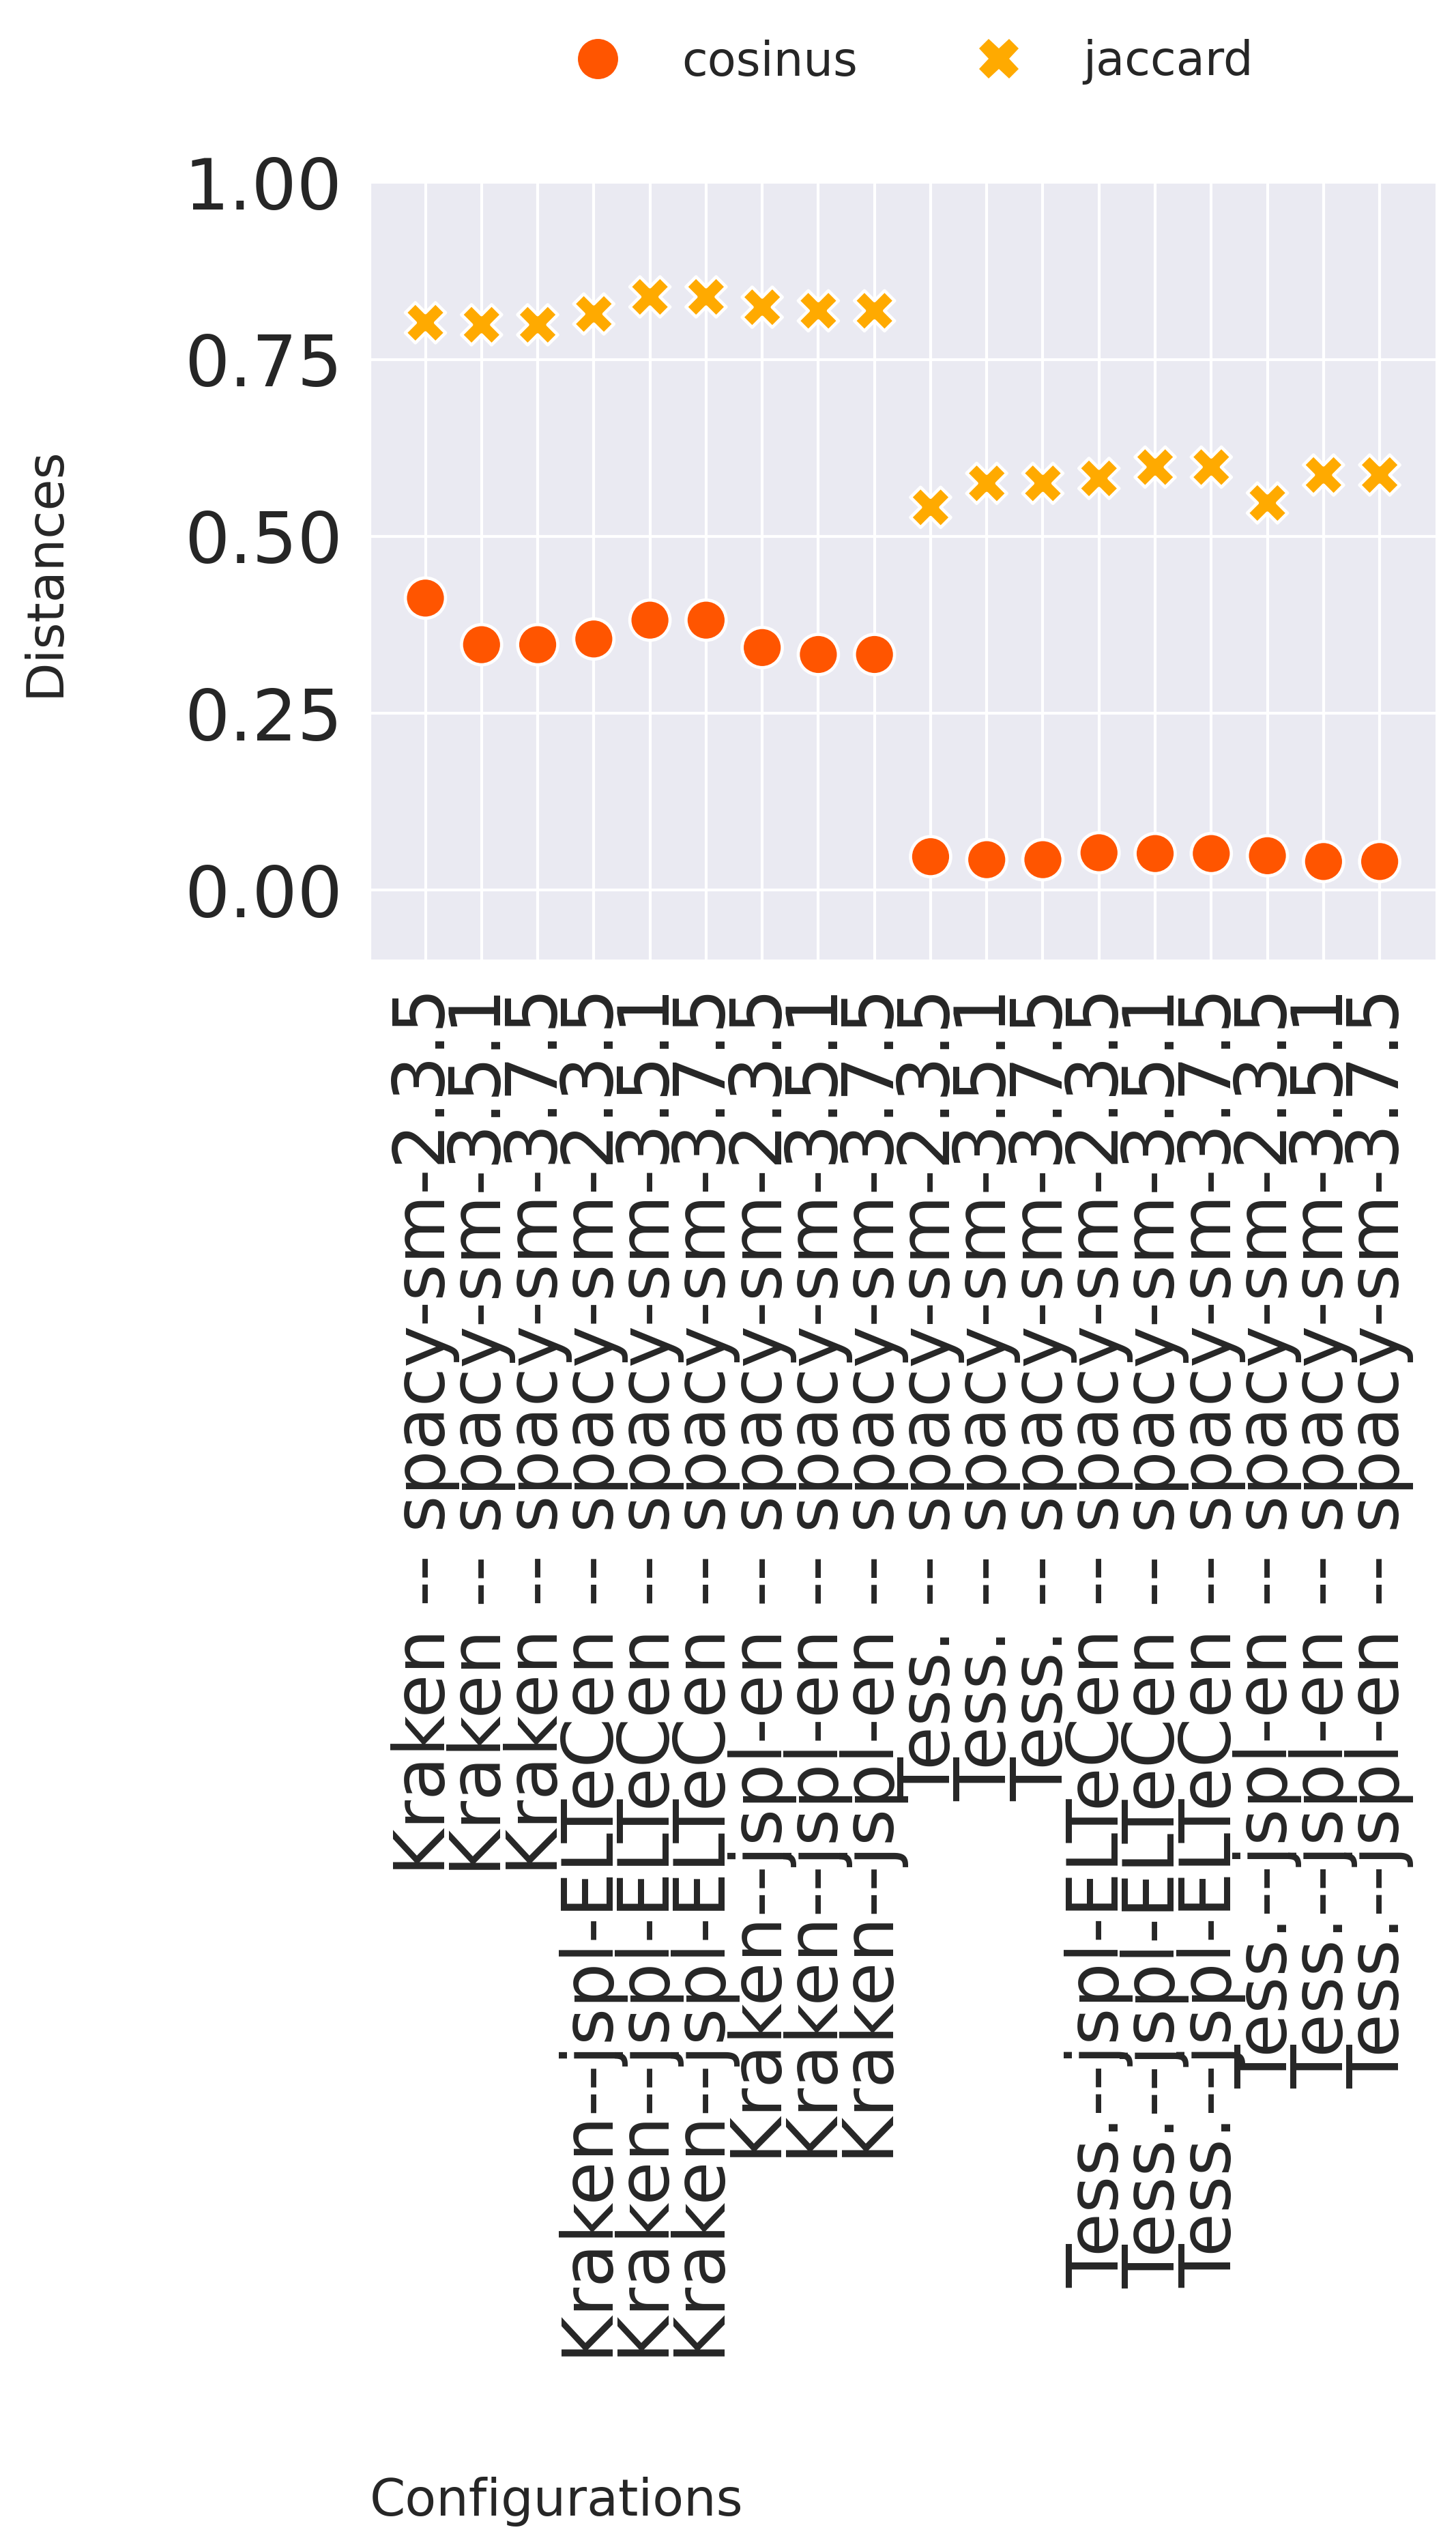 cosinus
jaccard
Distances
1.00
0.75
0.50
0.25
0.00
Kraken -- spacy-sm-2.3.5
Kraken -- spacy-sm-3.5.1
Kraken -- spacy-sm-3.7.5
Kraken--jspl-ELTeCen -- spacy-sm-2.3.5
Kraken--jspl-ELTeCen -- spacy-sm-3.5.1
Kraken--jspl-ELTeCen -- spacy-sm-3.7.5
Kraken--jspl-en -- spacy-sm-2.3.5
Kraken--jspl-en -- spacy-sm-3.5.1
Kraken--jspl-en -- spacy-sm-3.7.5
Tess. -- spacy-sm-2.3.5
Tess. -- spacy-sm-3.5.1
Tess. -- spacy-sm-3.7.5
Tess.--jspl-ELTeCen -- spacy-sm-2.3.5
Tess.--jspl-ELTeCen -- spacy-sm-3.5.1
Tess.--jspl-ELTeCen -- spacy-sm-3.7.5
Tess.--jspl-en -- spacy-sm-2.3.5
Tess.--jspl-en -- spacy-sm-3.5.1
Tess.--jspl-en -- spacy-sm-3.7.5
Configurations